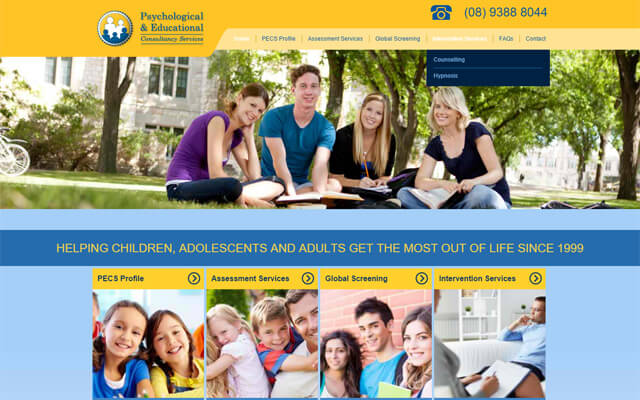 Psychological
& Educational
Consultancy Services
(08) 9388 8044
Home PECS Profile Assessment Services Global Screening Intervention Services FAQs Contact
Counselling
Hypnosis
HELPING CHILDREN, ADOLESCENTS AND ADULTS GET THE MOST OUT OF LIFE SINCE 1999
PECS Profile Assessment Services Global Screening Intervention Services